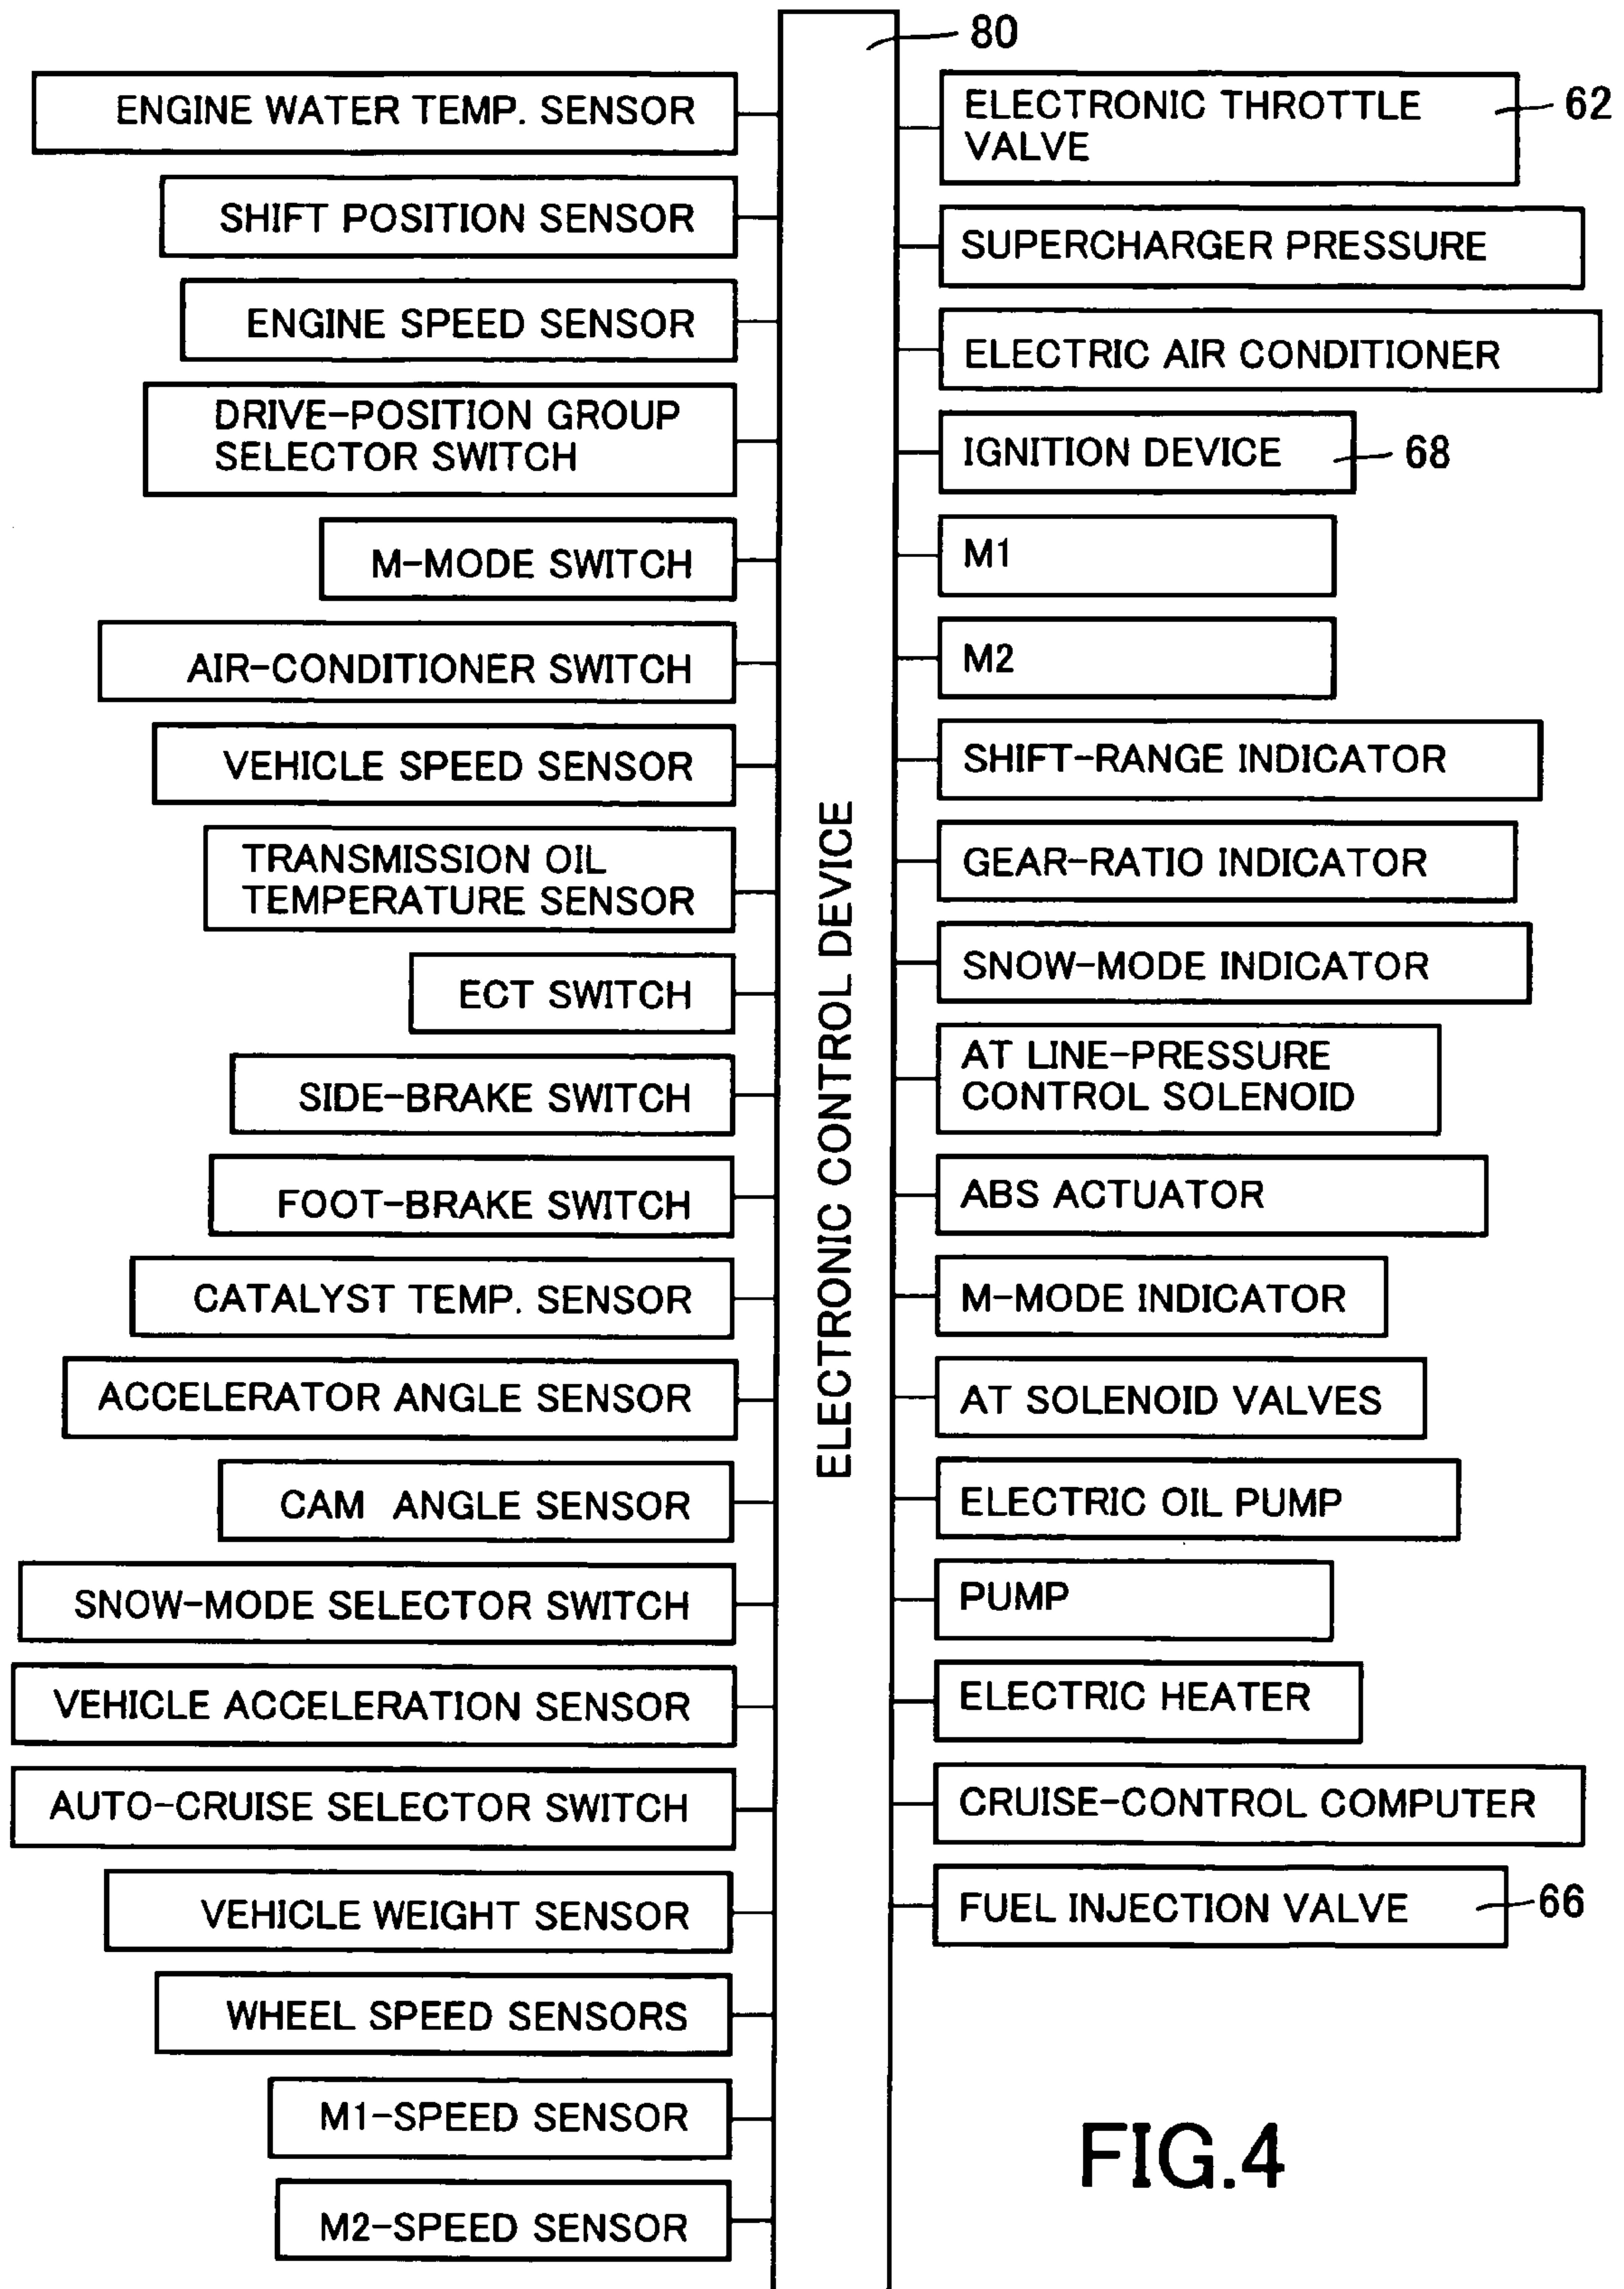 80
ENGINE WATER TEMP. SENSOR
SHIFT POSITION SENSOR
ENGINE SPEED SENSOR
DRIVE-POSITION GROUP
SELECTOR SWITCH
M-MODE SWITCH
AIR-CONDITIONER SWITCH
VEHICLE SPEED SENSOR
TRANSMISSION OIL
TEMPERATURE SENSOR
ECT SWITCH
SIDE-BRAKE SWITCH
FOOT-BRAKE SWITCH
CATALYST TEMP. SENSOR
ACCELERATOR ANGLE SENSOR
CAM ANGLE SENSOR
SNOW-MODE SELECTOR SWITCH
VEHICLE ACCELERATION SENSOR
AUTO-CRUISE SELECTOR SWITCH
VEHICLE WEIGHT SENSOR
WHEEL SPEED SENSORS
M1-SPEED SENSOR
M2-SPEED SENSOR
ELECTRONIC CONTROL DEVICE
ELECTRONIC THROTTLE
VALVE
62
SUPERCHARGER PRESSURE
ELECTRIC AIR CONDITIONER
IGNITION DEVICE
68
M1
M2
SHIFT-RANGE INDICATOR
GEAR-RATIO INDICATOR
SNOW-MODE INDICATOR
AT LINE-PRESSURE
CONTROL SOLENOID
ABS ACTUATOR
M-MODE INDICATOR
AT SOLENOID VALVES
ELECTRIC OIL PUMP
PUMP
ELECTRIC HEATER
CRUISE-CONTROL COMPUTER
FUEL INJECTION VALVE
66
FIG.4